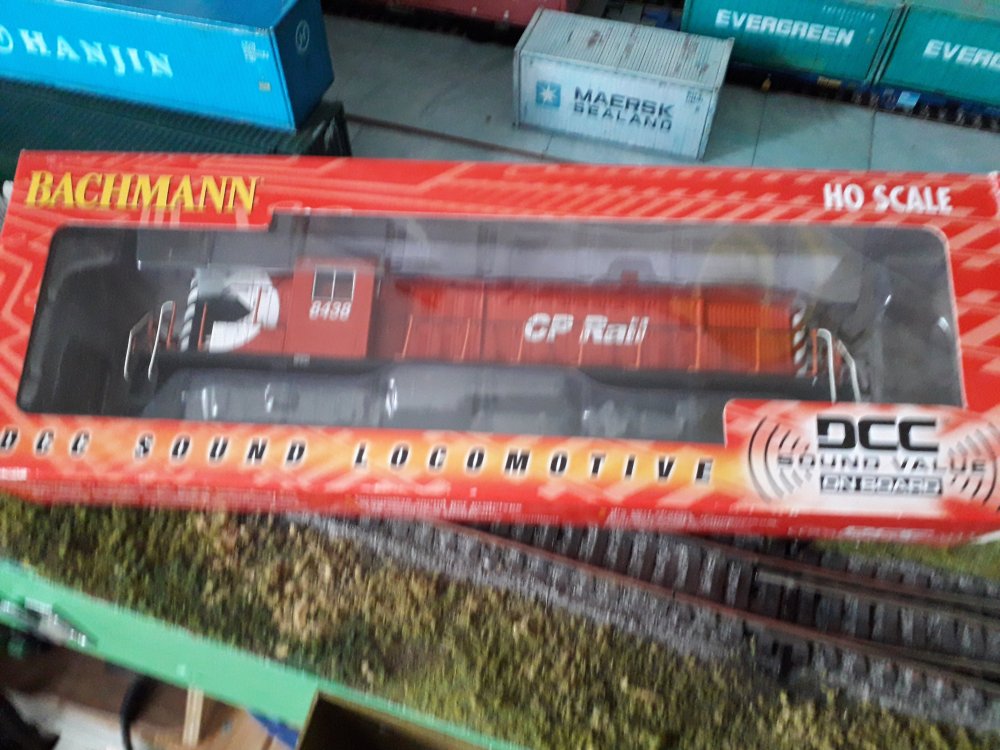 HANJIN
EVERGREEN
EVERG
MAERSK
SEALAND
BACHMANN
HO SCALE
8438
CP Rail
DCC SOUND LOCOMOTIVE
DCC
SOUND VALUE
ON BOARD